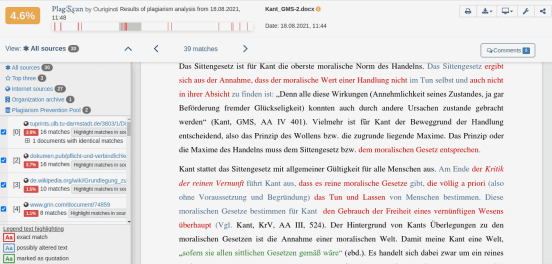 4.6%
PlagScan by Ouriginal Results of plagiarism analysis from 18.08.2021, 11:48
Kant_GMS-2.docx
Date: 18.08.2021, 11:44
View: All sources 39
39 matches
Comments
All sources 30
Top three 3
Internet sources 27
Organization archive 1
Plagiarism Prevention Pool 2
[0] tuprints.ulb.tu-darmstadt.de/3603/1/D
2.8% 16 matches Highlight matches in sou
1 documents with identical matches
[2] dokumen.pub/pflicht-und-verbindlichke
16 matches Highlight matches in sou
[3] de.wikipedia.org/wiki/Grundlegung_zu
10 matches Highlight matches in sou
[4] www.grin.com/document/74859
8 matches Highlight matches in sou
Legend text highlighting
Aa exact match
Aa possibly altered text
Aa marked as quotation
Das Sittengesetz ist für Kant die oberste moralische Norm des Handelns. Das Sittengesetz ergibt
sich aus der Annahme, dass der moralische Wert einer Handlung nicht im Tun selbst und auch nicht
in ihrer Absicht zu finden ist: „Denn alle diese Wirkungen (Annehmlichkeit seines Zustandes, ja gar
Beförderung fremder Glückseligkeit) konnten auch durch andere Ursachen zustande gebracht
werden“ (Kant, GMS, AA IV 401). Vielmehr ist für Kant der Beweggrund der Handlung
entscheidend, also das Prinzip des Wollens bzw. die zugrunde liegende Maxime. Das Prinzip oder
die Maxime des Handelns muss dem Sittengesetz bzw. dem moralischen Gesetz entsprechen.
Kant stattet das Sittengesetz mit allgemeiner Gültigkeit für alle Menschen aus. Am Ende der Kritik
der reinen Vernunft führt Kant aus, dass es reine moralische Gesetze gibt, die völlig a priori (also
ohne Voraussetzung und Begründung) das Tun und Lassen von Menschen bestimmen. Diese
moralischen Gesetze bestimmen für Kant den Gebrauch der Freiheit eines vernünftigen Wesens
überhaupt (Vgl. Kant, KrV, AA III, 524). Der Hintergrund von Kants Überlegungen zu den
moralischen Gesetzen ist die Annahme einer moralischen Welt. Damit meine Kant eine Welt,
„sofern sie allen sittlichen Gesetzen gemäß wäre“ (ebd.). Es handelt sich dabei zwar um ein reines